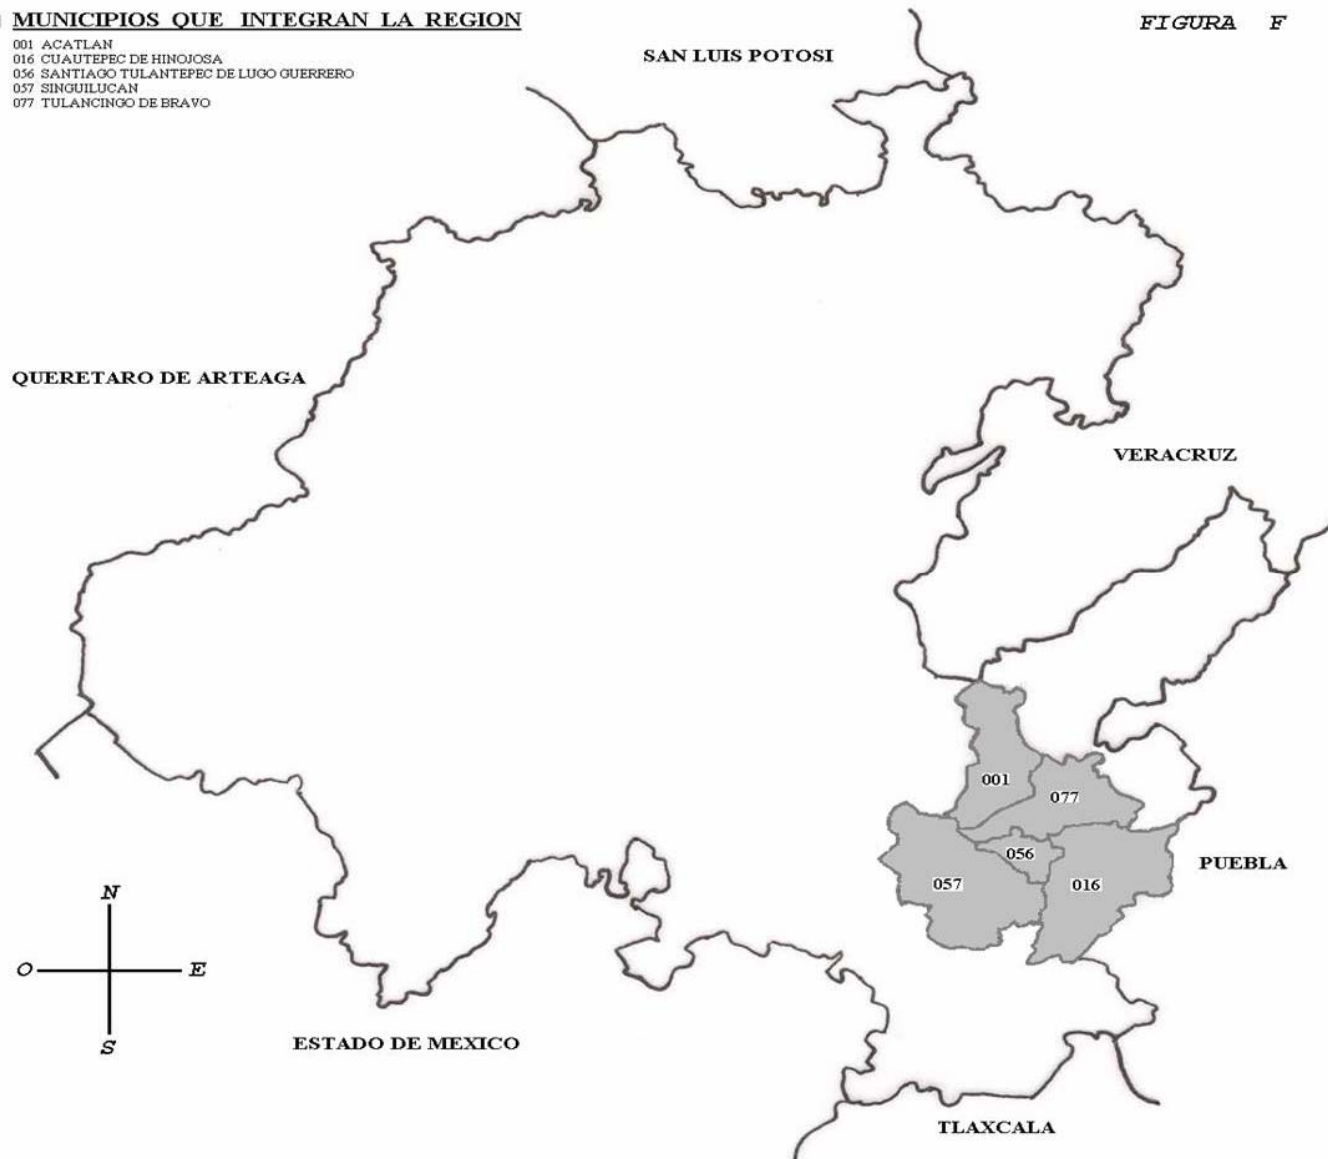 MUNICIPIOS QUE INTEGRAN LA REGION
FIGURA F
001 ACATLAN
016 CUAUTEPEC DE HINOJOSA
056 SANTIAGO TULANTEPEC DE LUGO GUERRERO
057 SINGUILUCAN
077 TULANCINGO DE BRAVO
SAN LUIS POTOSI
QUERETARO DE ARTEAGA
VERACRUZ
001
077
056
057
016
PUEBLA
N
O
E
S
ESTADO DE MEXICO
TLAXCALA